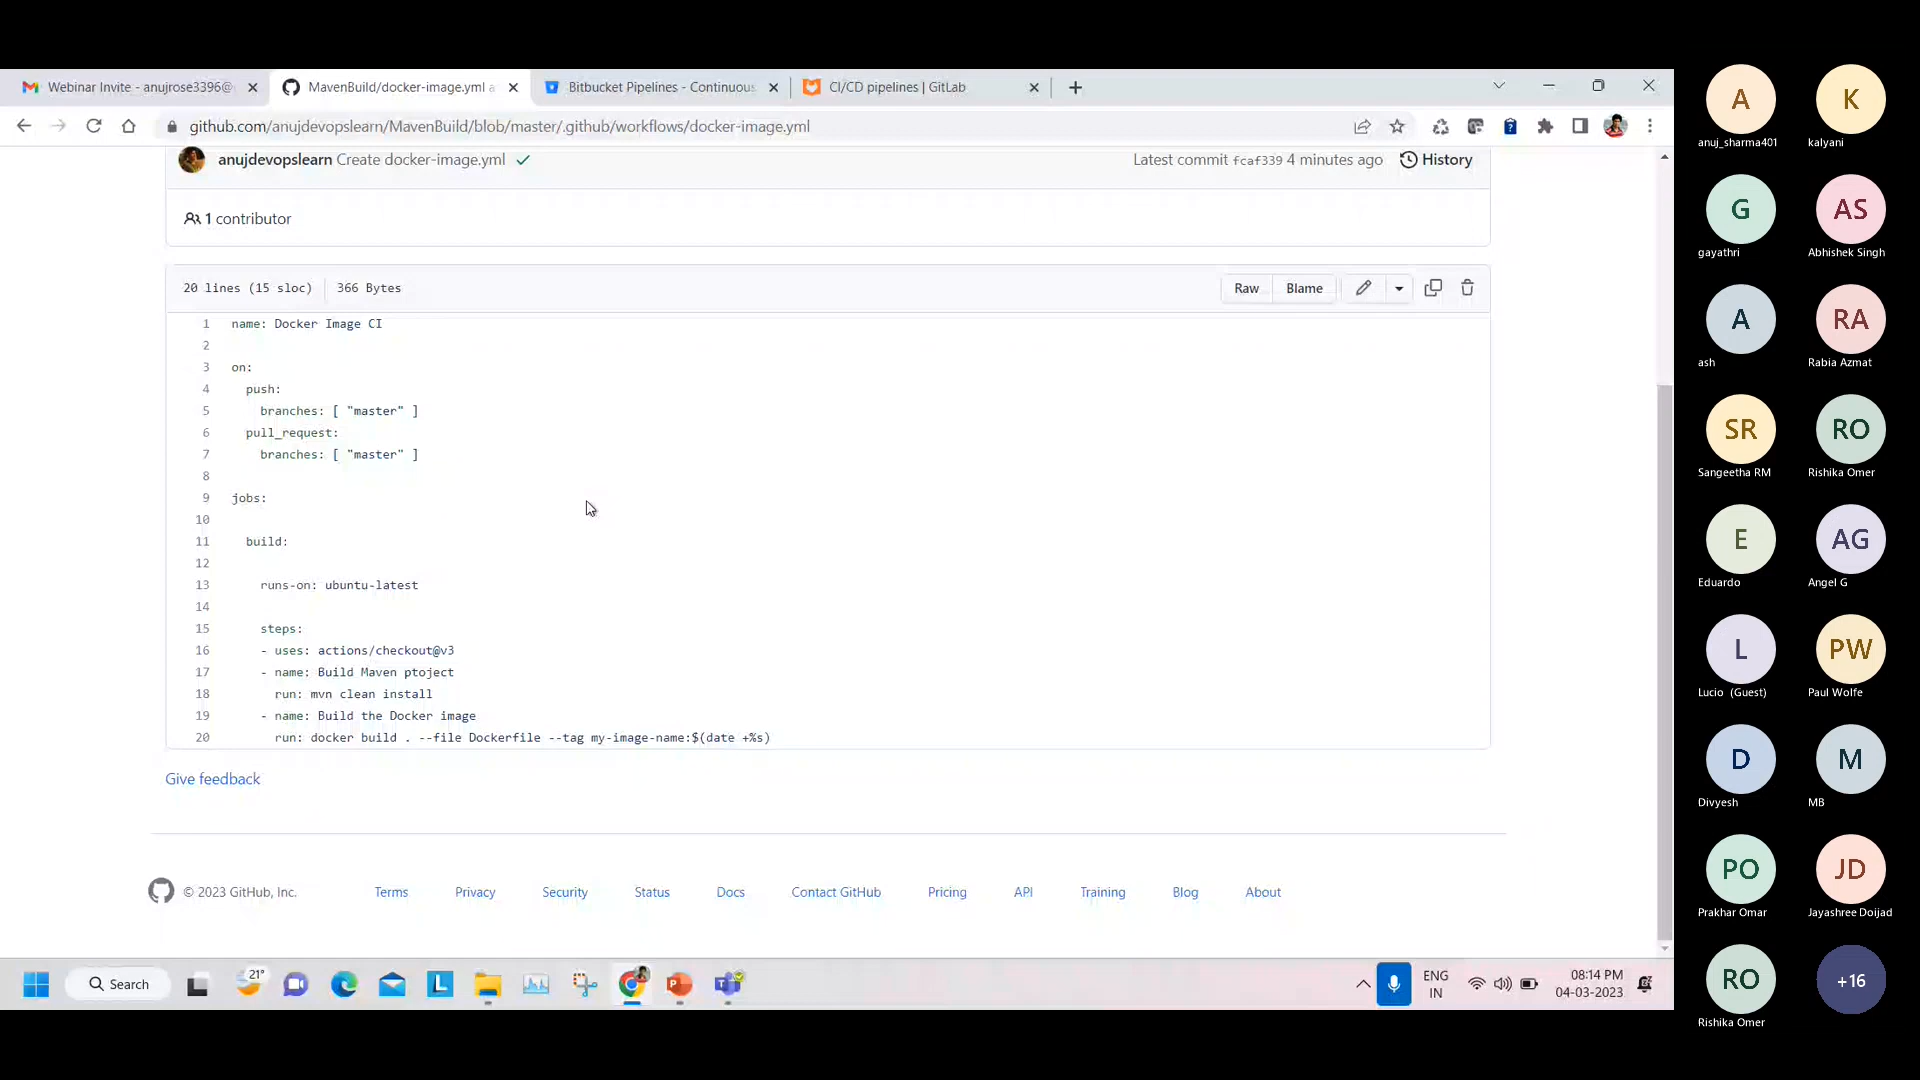 Webinar Invite - anujrose3396@
MavenBuild/docker-image.yml a
Bitbucket Pipelines - Continuous
CI/CD pipelines | GitLab
github.com/anujdevopslearn/MavenBuild/blob/master/.github/workflows/docker-image.yml
anujdevopslearn Create docker-image.yml
Latest commit fcaf339 4 minutes ago
History
1 contributor
20 lines (15 sloc)
366 Bytes
Raw
Blame
1 name: Docker Image CI
2
3 on:
4 push:
5 branches: [ "master" ]
6 pull_request:
7 branches: [ "master" ]
8
9 jobs:
10
11 build:
12
13 runs-on: ubuntu-latest
14
15 steps:
16 - uses: actions/checkout@v3
17 - name: Build Maven ptoject
18 run: mvn clean install
19 - name: Build the Docker image
20 run: docker build . --file Dockerfile --tag my-image-name:$(date +%s)
Give feedback
© 2023 GitHub, Inc.
Terms
Privacy
Security
Status
Docs
Contact GitHub
Pricing
API
Training
Blog
About
Search
21°
L
P
T
ENG
IN
08:14 PM
04-03-2023
A
anuj_sharma401
K
kalyani
G
gayathri
AS
Abhishek Singh
A
ash
RA
Rabia Azmat
SR
Sangeetha RM
RO
Rishika Omer
E
Eduardo
AG
Angel G
L
Lucio (Guest)
PW
Paul Wolfe
D
Divyesh
M
MB
PO
Prakhar Omar
JD
Jayashree Doijad
RO
Rishika Omer
+16